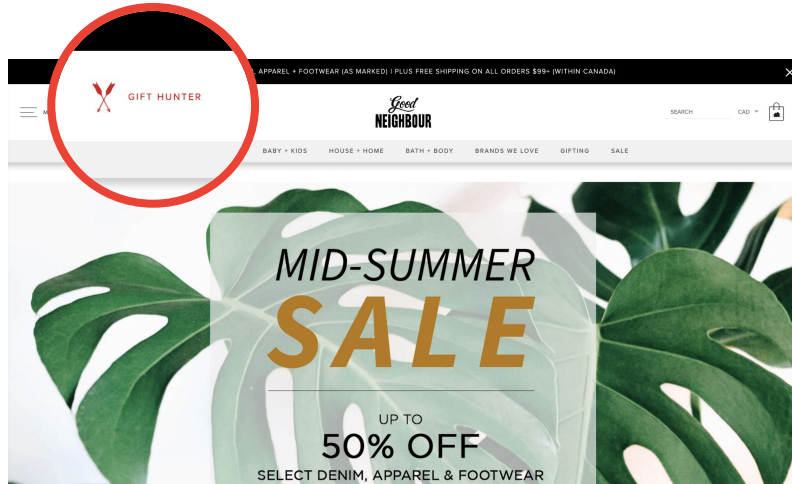 , APPAREL + FOOTWEAR (AS MARKED) | PLUS FREE SHIPPING ON ALL ORDERS $99+ (WITHIN CANADA)
GIFT HUNTER
M
Good
NEIGHBOUR
SEARCH
CAD
BABY + KIDS HOUSE + HOME BATH + BODY BRANDS WE LOVE GIFTING SALE
MID-SUMMER
SALE
UP TO
50% OFF
SELECT DENIM, APPAREL & FOOTWEAR